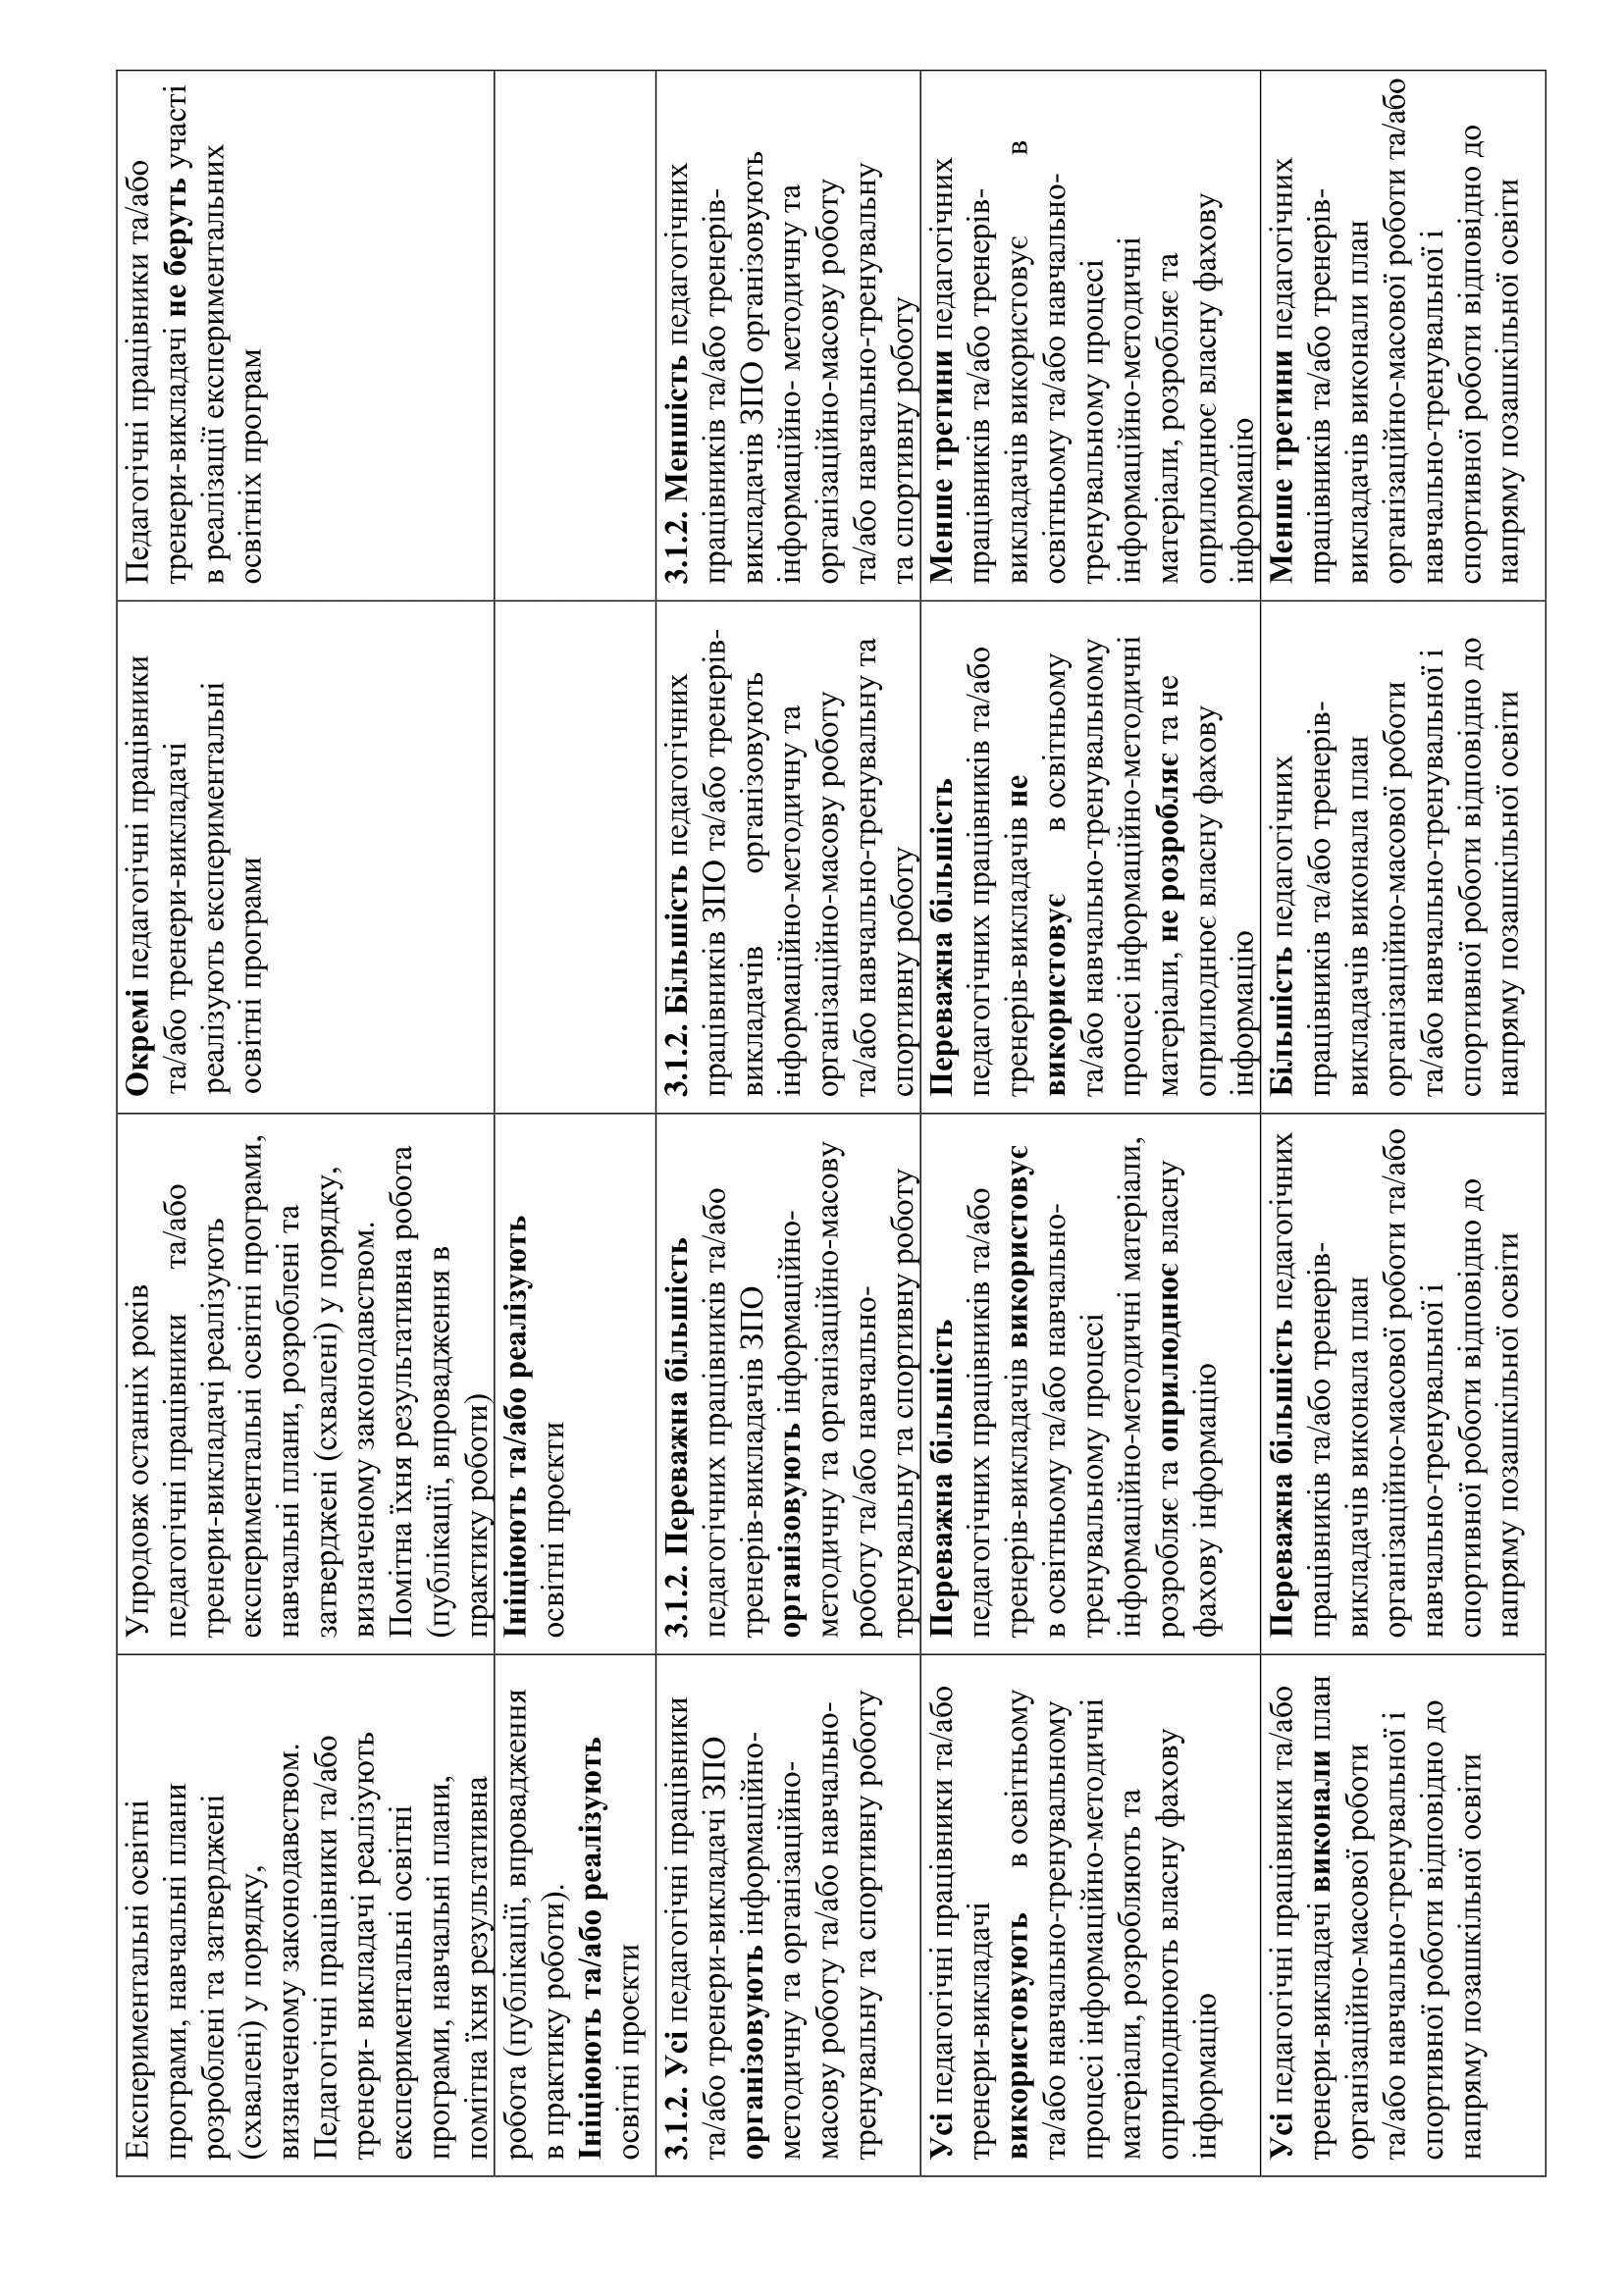 Експериментальні освітні
програми, навчальні плани
розроблені та затверджені
(схвалені) у порядку,
визначеному законодавством.
Педагогічні працівники та/або
тренери- викладачі реалізують
експериментальні освітні
програми, навчальні плани,
помітна їхня результативна
Упродовж останніх років
педагогічні працівники та/або
тренери-викладачі реалізують
експериментальні освітні програми,
навчальні плани, розроблені та
затверджені (схвалені) у порядку,
визначеному законодавством.
Помітна їхня результативна робота
(публікації, впровадження в
практику роботи)
Окремі педагогічні працівники
та/або тренери-викладачі
реалізують експериментальні
освітні програми
Педагогічні працівники та/або
тренери-викладачі не беруть участі
в реалізації експериментальних
освітніх програм
робота (публікації, впровадження
в практику роботи).
Ініціюють та/або реалізують
освітні проєкти
Ініціюють та/або реалізують
освітні проєкти
3.1.2. Усі педагогічні працівники
та/або тренери-викладачі ЗПО
організовують інформаційно-
методичну та організаційно-
масову роботу та/або навчально-
тренувальну та спортивну роботу
3.1.2. Переважна більшість
педагогічних працівників та/або
тренерів-викладачів ЗПО
організовують інформаційно-
методичну та організаційно-масову
роботу та/або навчально-
тренувальну та спортивну роботу
3.1.2. Більшість педагогічних
працівників ЗПО та/або тренерів-
викладачів організовують
інформаційно-методичну та
організаційно-масову роботу
та/або навчально-тренувальну та
спортивну роботу
3.1.2. Меншість педагогічних
працівників та/або тренерів-
викладачів ЗПО організовують
інформаційно- методичну та
організаційно-масову роботу
та/або навчально-тренувальну
та спортивну роботу
Усі педагогічні працівники та/або
тренери-викладачі
використовують в освітньому
та/або навчально-тренувальному
процесі інформаційно-методичні
матеріали, розробляють та
оприлюднюють власну фахову
інформацію
Переважна більшість
педагогічних працівників та/або
тренерів-викладачів використовує
в освітньому та/або навчально-
тренувальному процесі
інформаційно-методичні матеріали,
розробляє та оприлюднює власну
фахову інформацію
Переважна більшість
педагогічних працівників та/або
тренерів-викладачів не
використовує в освітньому
та/або навчально-тренувальному
процесі інформаційно-методичні
матеріали, не розробляє та не
оприлюднює власну фахову
інформацію
Менше третини педагогічних
працівників та/або тренерів-
викладачів використовує в
освітньому та/або навчально-
тренувальному процесі
інформаційно-методичні
матеріали, розробляє та
оприлюднює власну фахову
інформацію
Усі педагогічні працівники та/або
тренери-викладачі виконали план
організаційно-масової роботи
та/або навчально-тренувальної і
спортивної роботи відповідно до
напряму позашкільної освіти
Переважна більшість педагогічних
працівників та/або тренерів-
викладачів виконала план
організаційно-масової роботи та/або
навчально-тренувальної і
спортивної роботи відповідно до
напряму позашкільної освіти
Більшість педагогічних
працівників та/або тренерів-
викладачів виконала план
організаційно-масової роботи
та/або навчально-тренувальної і
спортивної роботи відповідно до
напряму позашкільної освіти
Менше третини педагогічних
працівників та/або тренерів-
викладачів виконали план
організаційно-масової роботи та/або
навчально-тренувальної і
спортивної роботи відповідно до
напряму позашкільної освіти